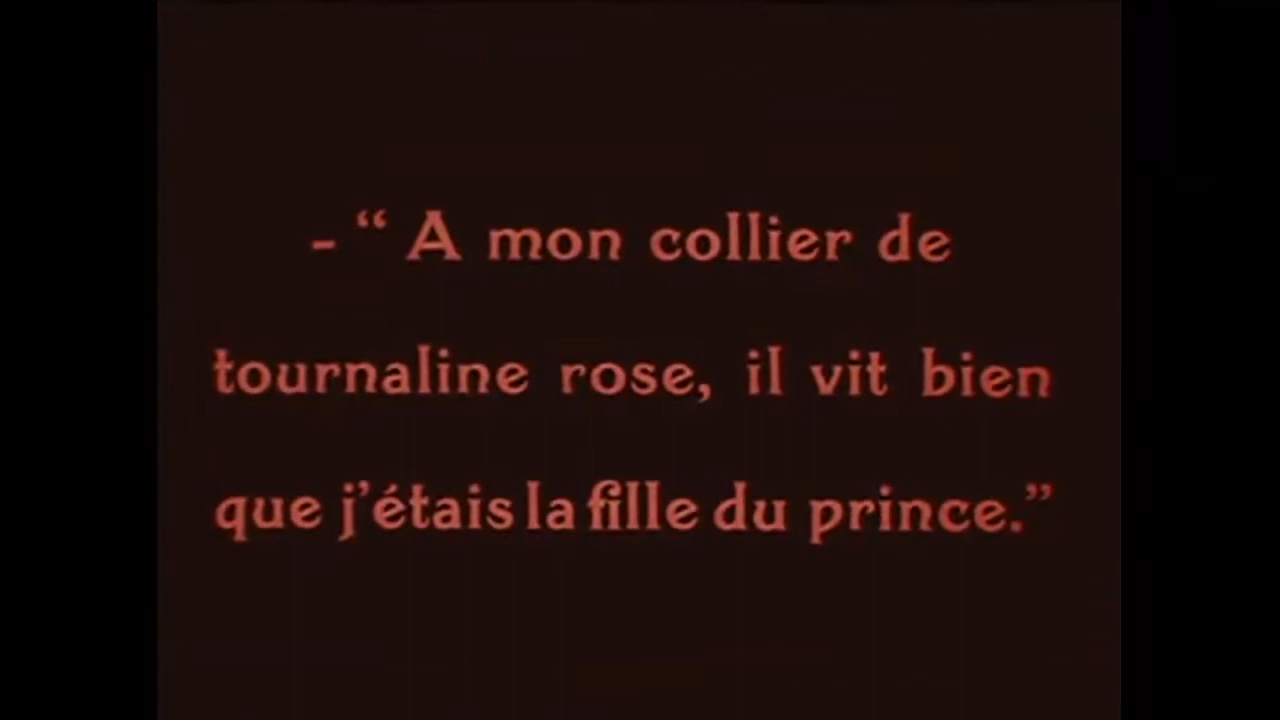 - “ A mon collier de
tournaline rose, il vit bien
que j’étais la fille du prince.”